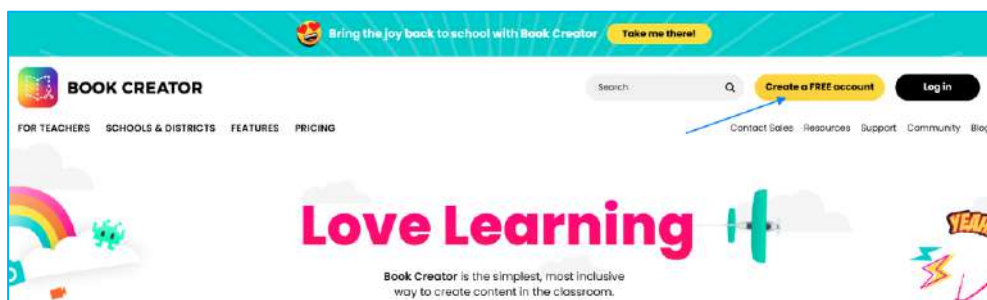 Bring the joy back to school with Book Creator Take me there!
BOOK CREATOR
Search
Create a FREE account
Log in
FOR TEACHERS SCHOOLS & DISTRICTS FEATURES PRICING
Contact Sales Resources Support Community Blog
Love Learning
YEAH
Book Creator is the simplest, most inclusive
way to create content in the classroom.